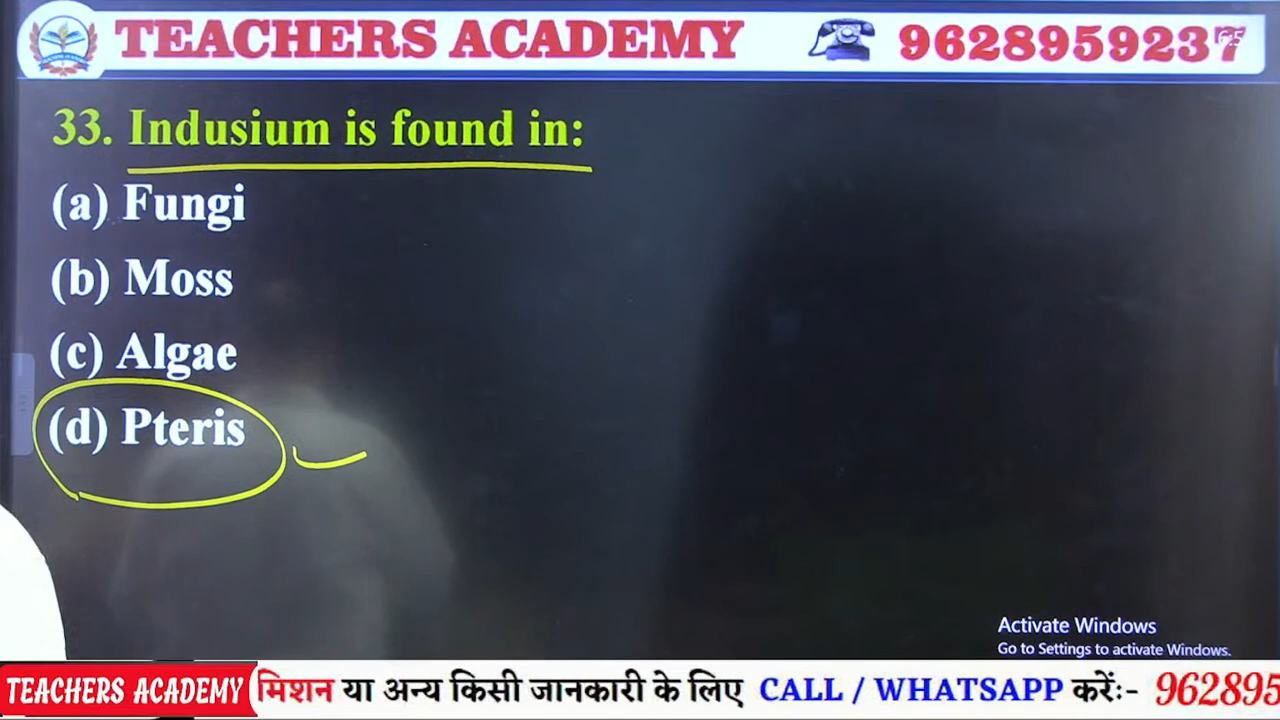 TEACHERS ACADEMY
9628959237
33. Indusium is found in:
(a) Fungi
(b) Moss
(c) Algae
(d) Pteris
Activate Windows
Go to Settings to activate Windows.
TEACHERS ACADEMY मिशन या अन्य किसी जानकारी के लिए CALL / WHATSAPP करेंः- 962895